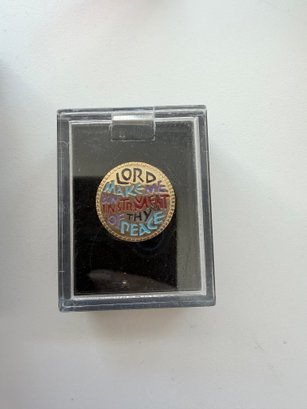 LORD
MAKE ME
AN INSTRUMENT
OF THY
PEACE